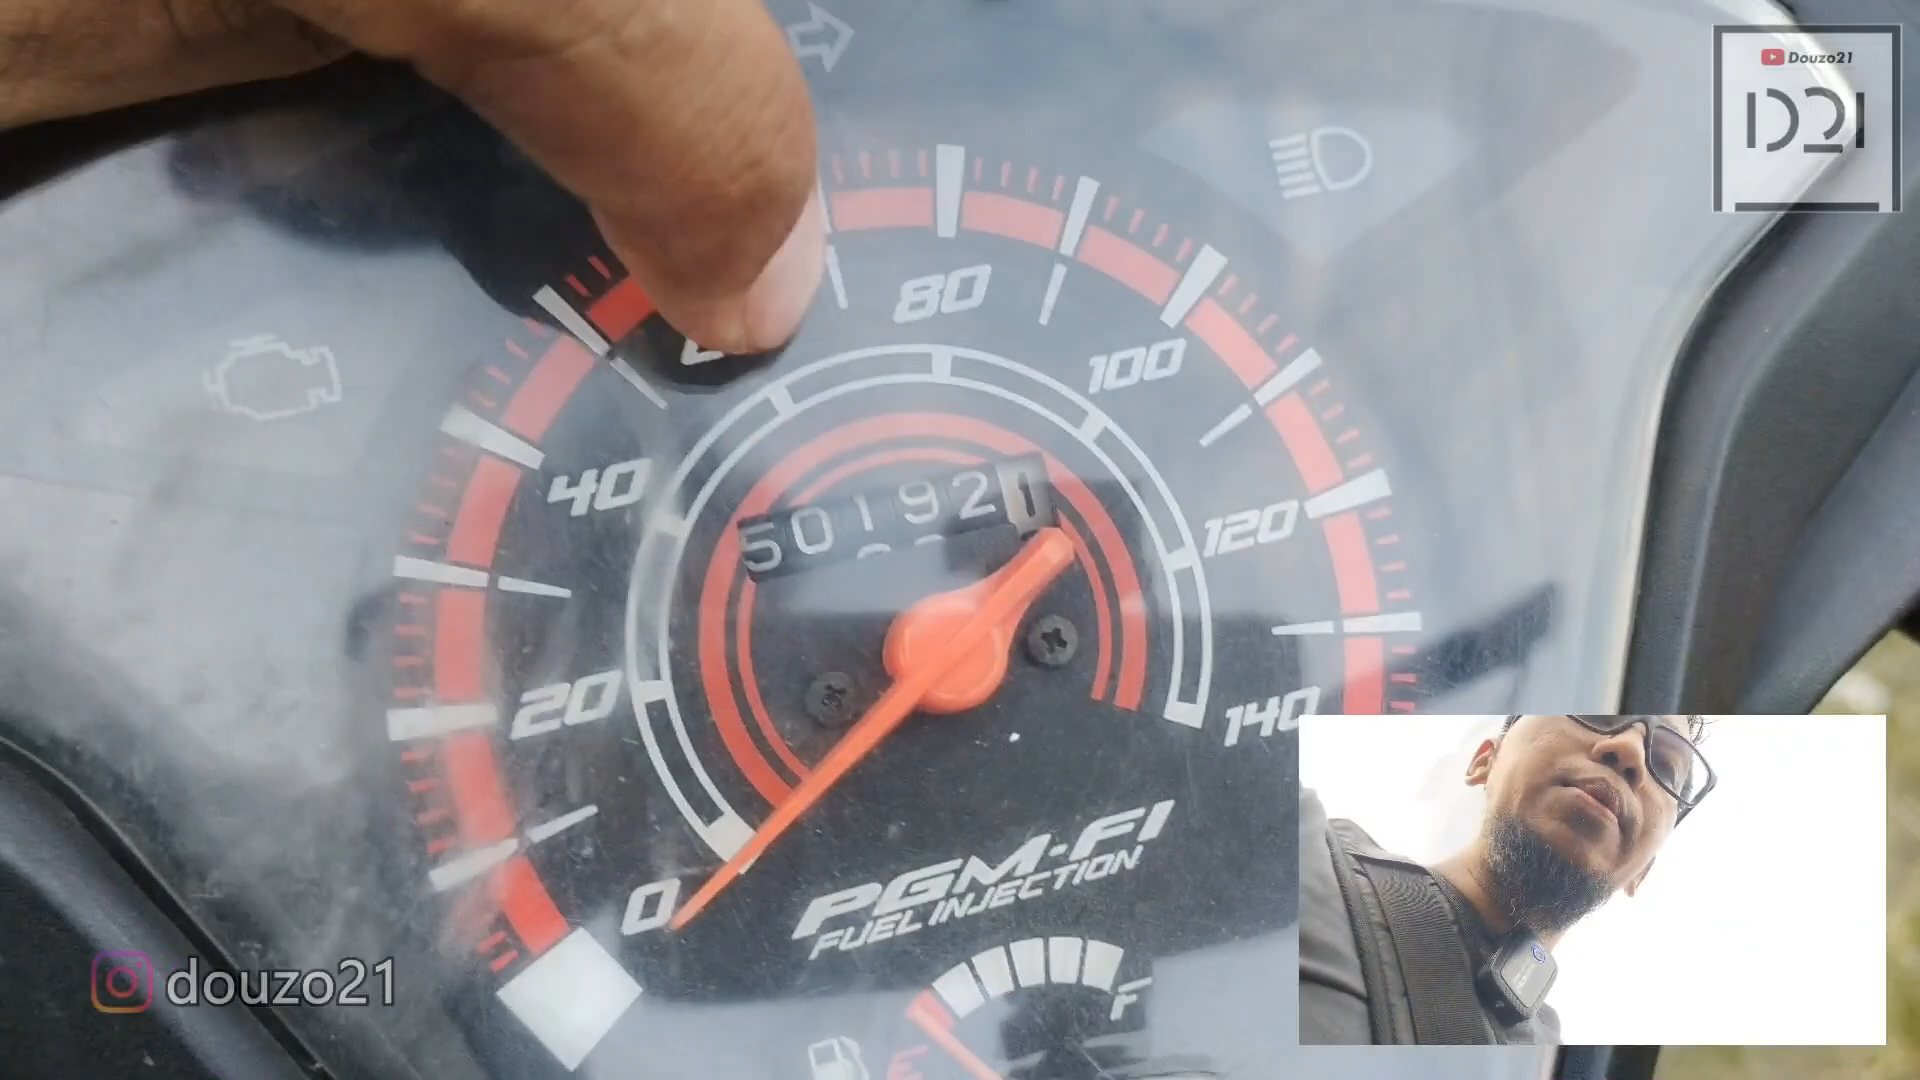 Douzo21
D21
80
100
40
120
501921
20
140
0
PGM-FI
FUEL INJECTION
F
E
douzo21